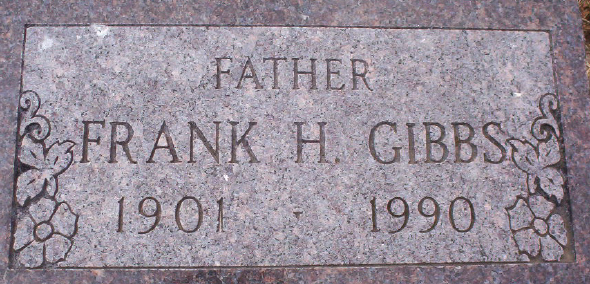 FATHER
FRANK H. GIBBS
1901 · 1990